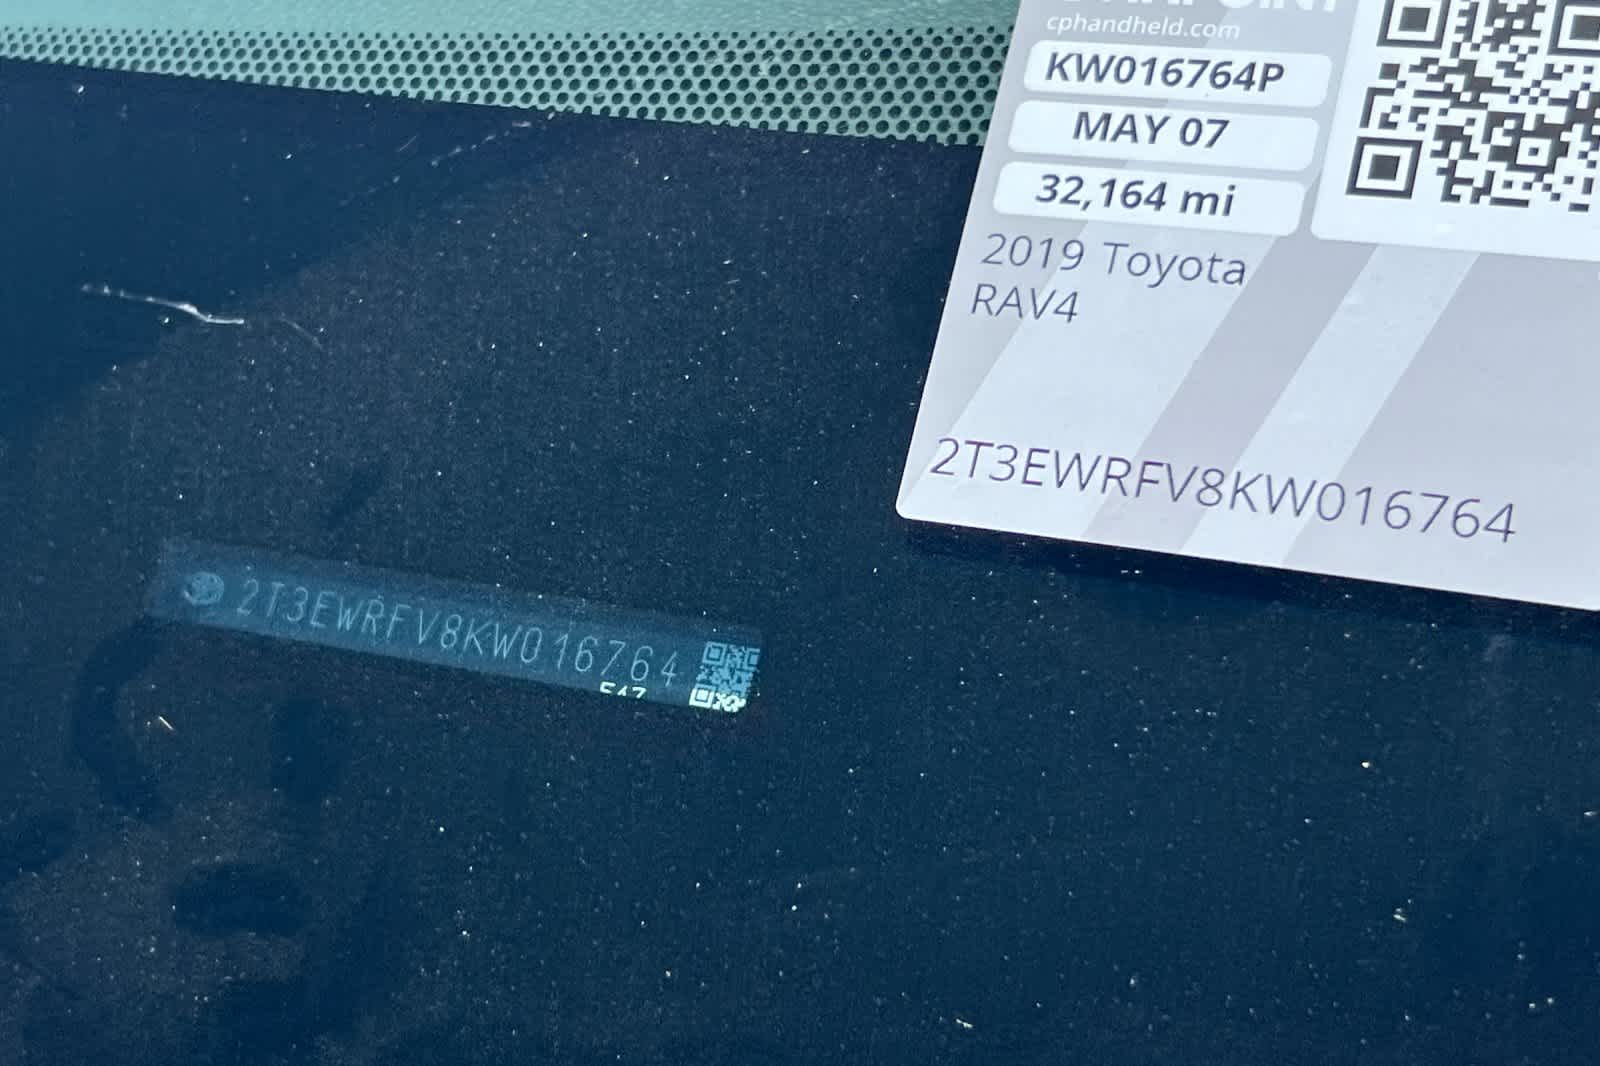 cphandheld.com
KW016764P
MAY 07
32,164 mi
2019 Toyota
RAV4
2T3EWRFV8KW016764
2T3EWRFV8KW016764